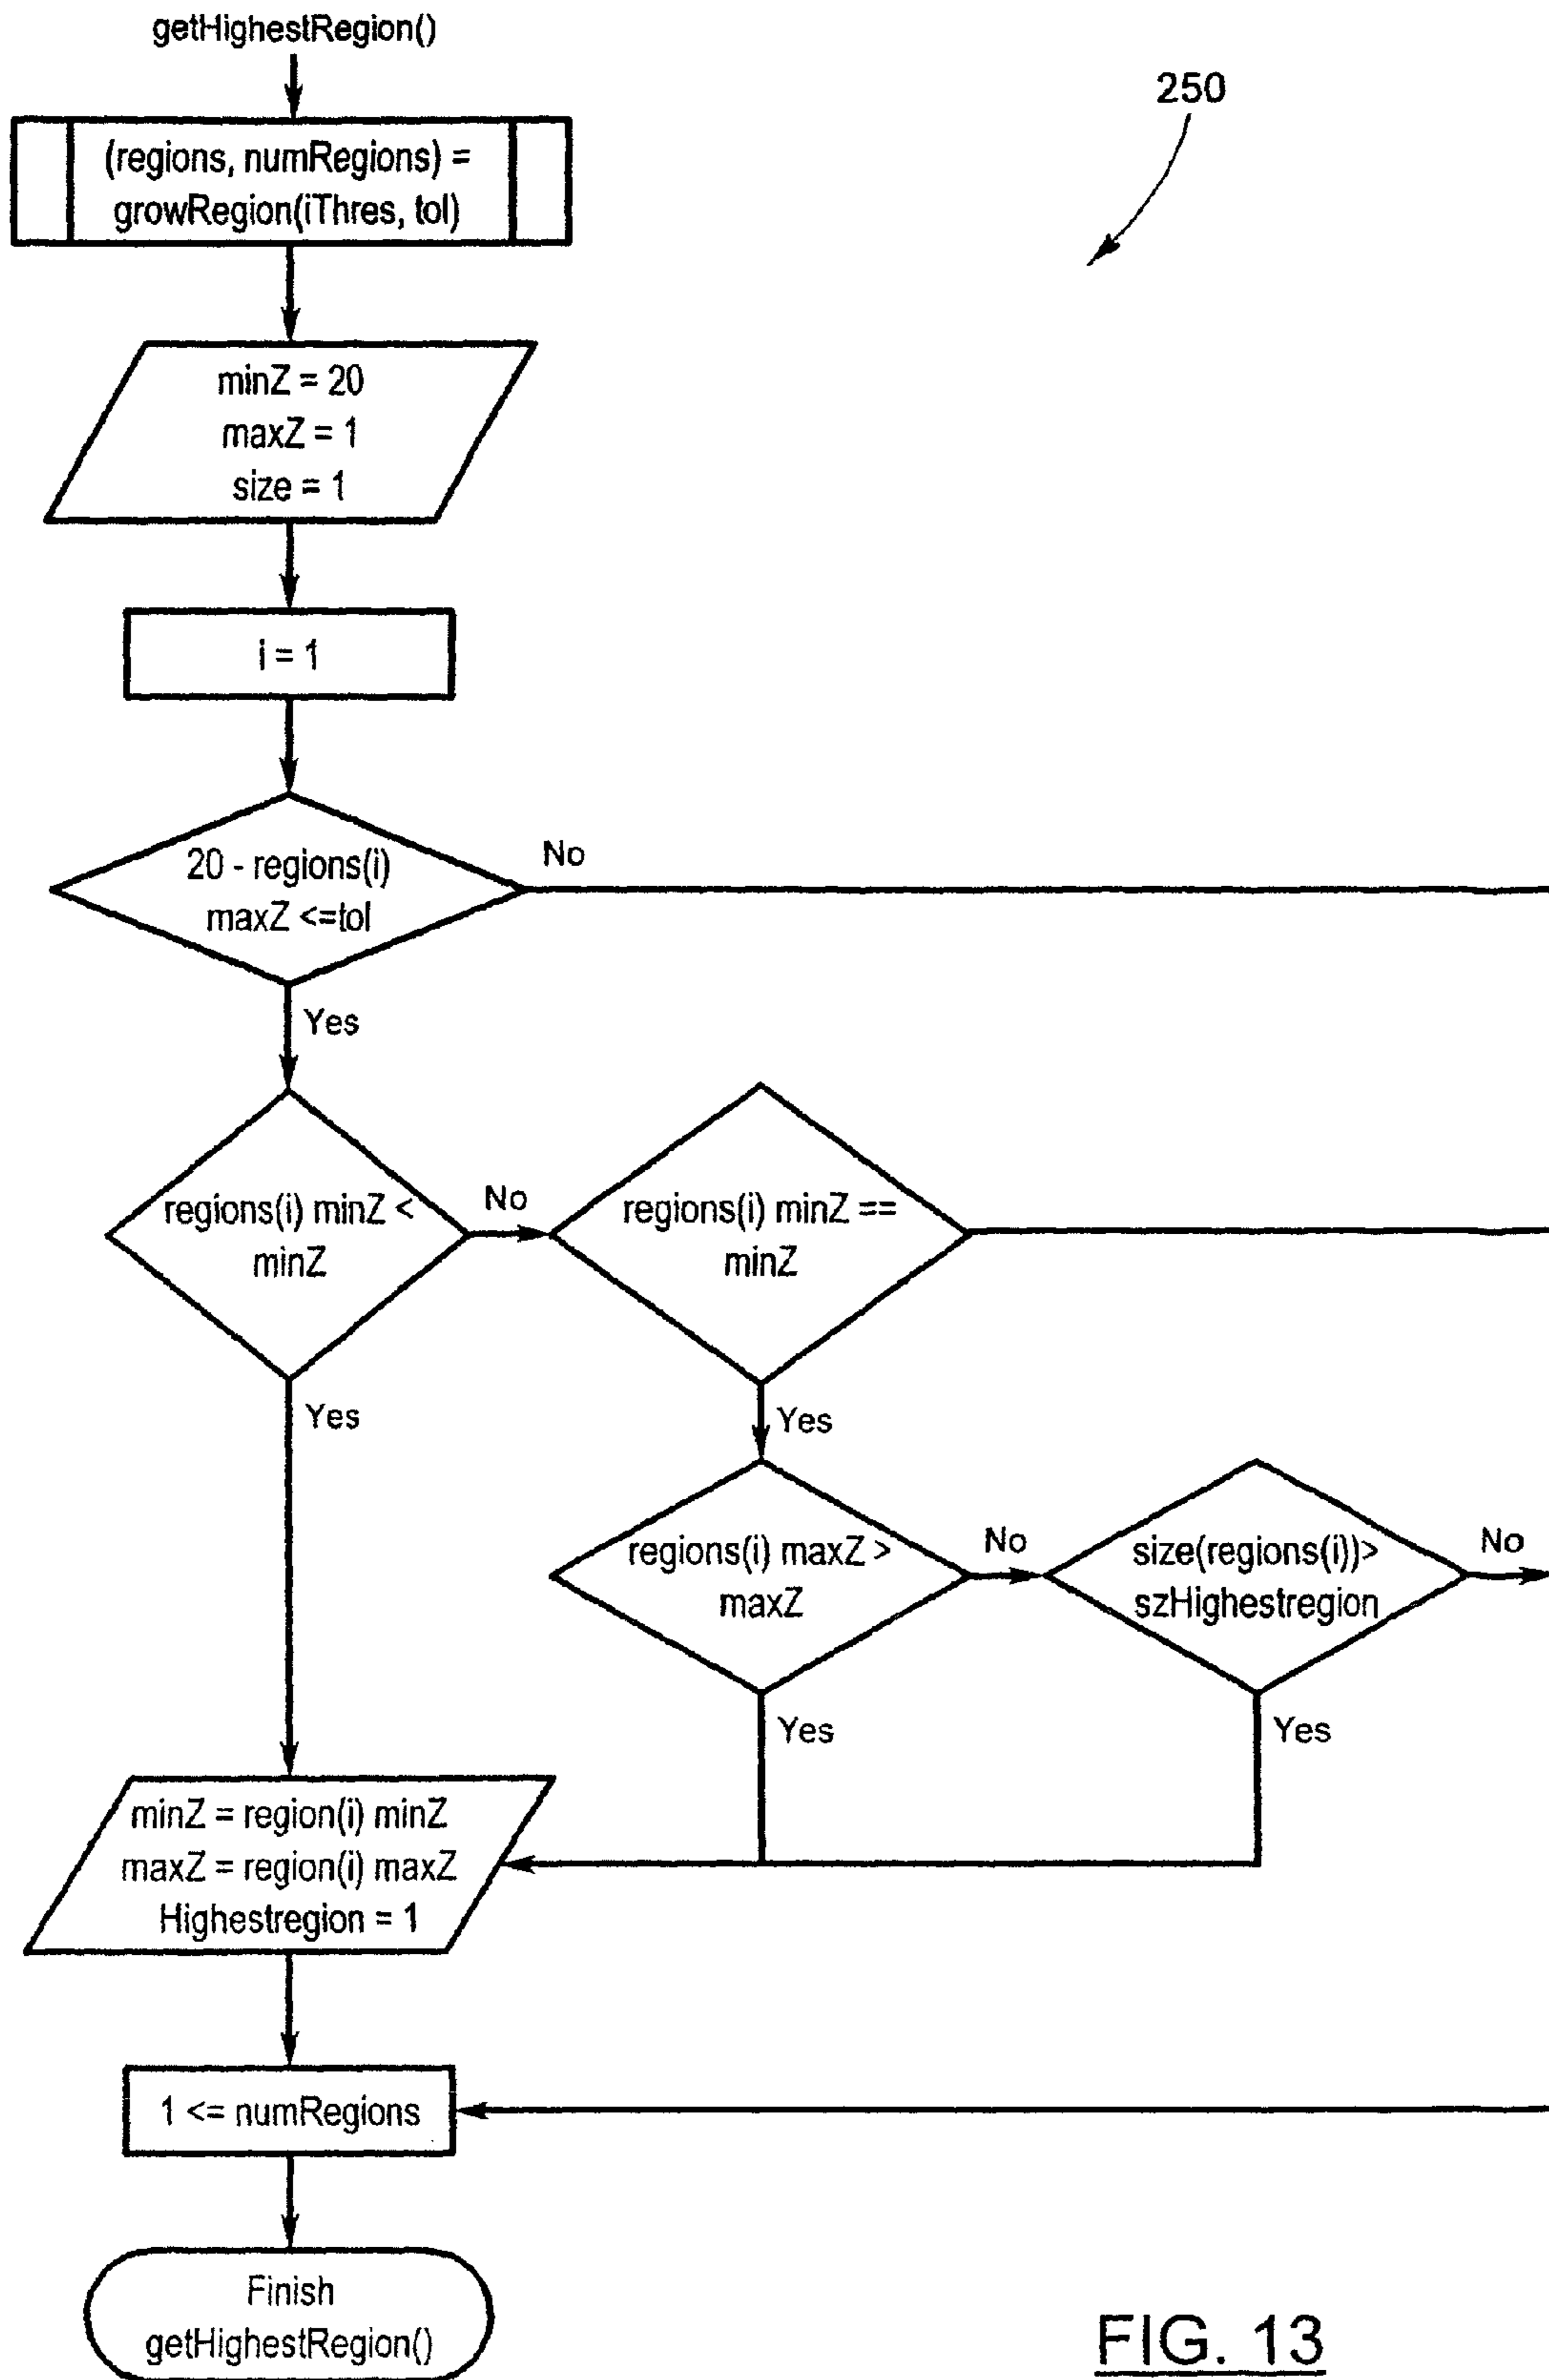 getHighestRegion()
250
(regions, numRegions) =
growRegion(iThres, tol)
minZ = 20
maxZ = 1
size = 1
i = 1
20 - regions(i)
maxZ <=tol
No
Yes
regions(i) minZ <
minZ
No
regions(i) minZ ==
minZ
Yes
Yes
regions(i) maxZ >
maxZ
No
size(regions(i))>
szHighestregion
No
Yes
Yes
minZ = region(i) minZ
maxZ = region(i) maxZ
Highestregion = 1
1 <= numRegions
Finish
getHighestRegion()
FIG. 13